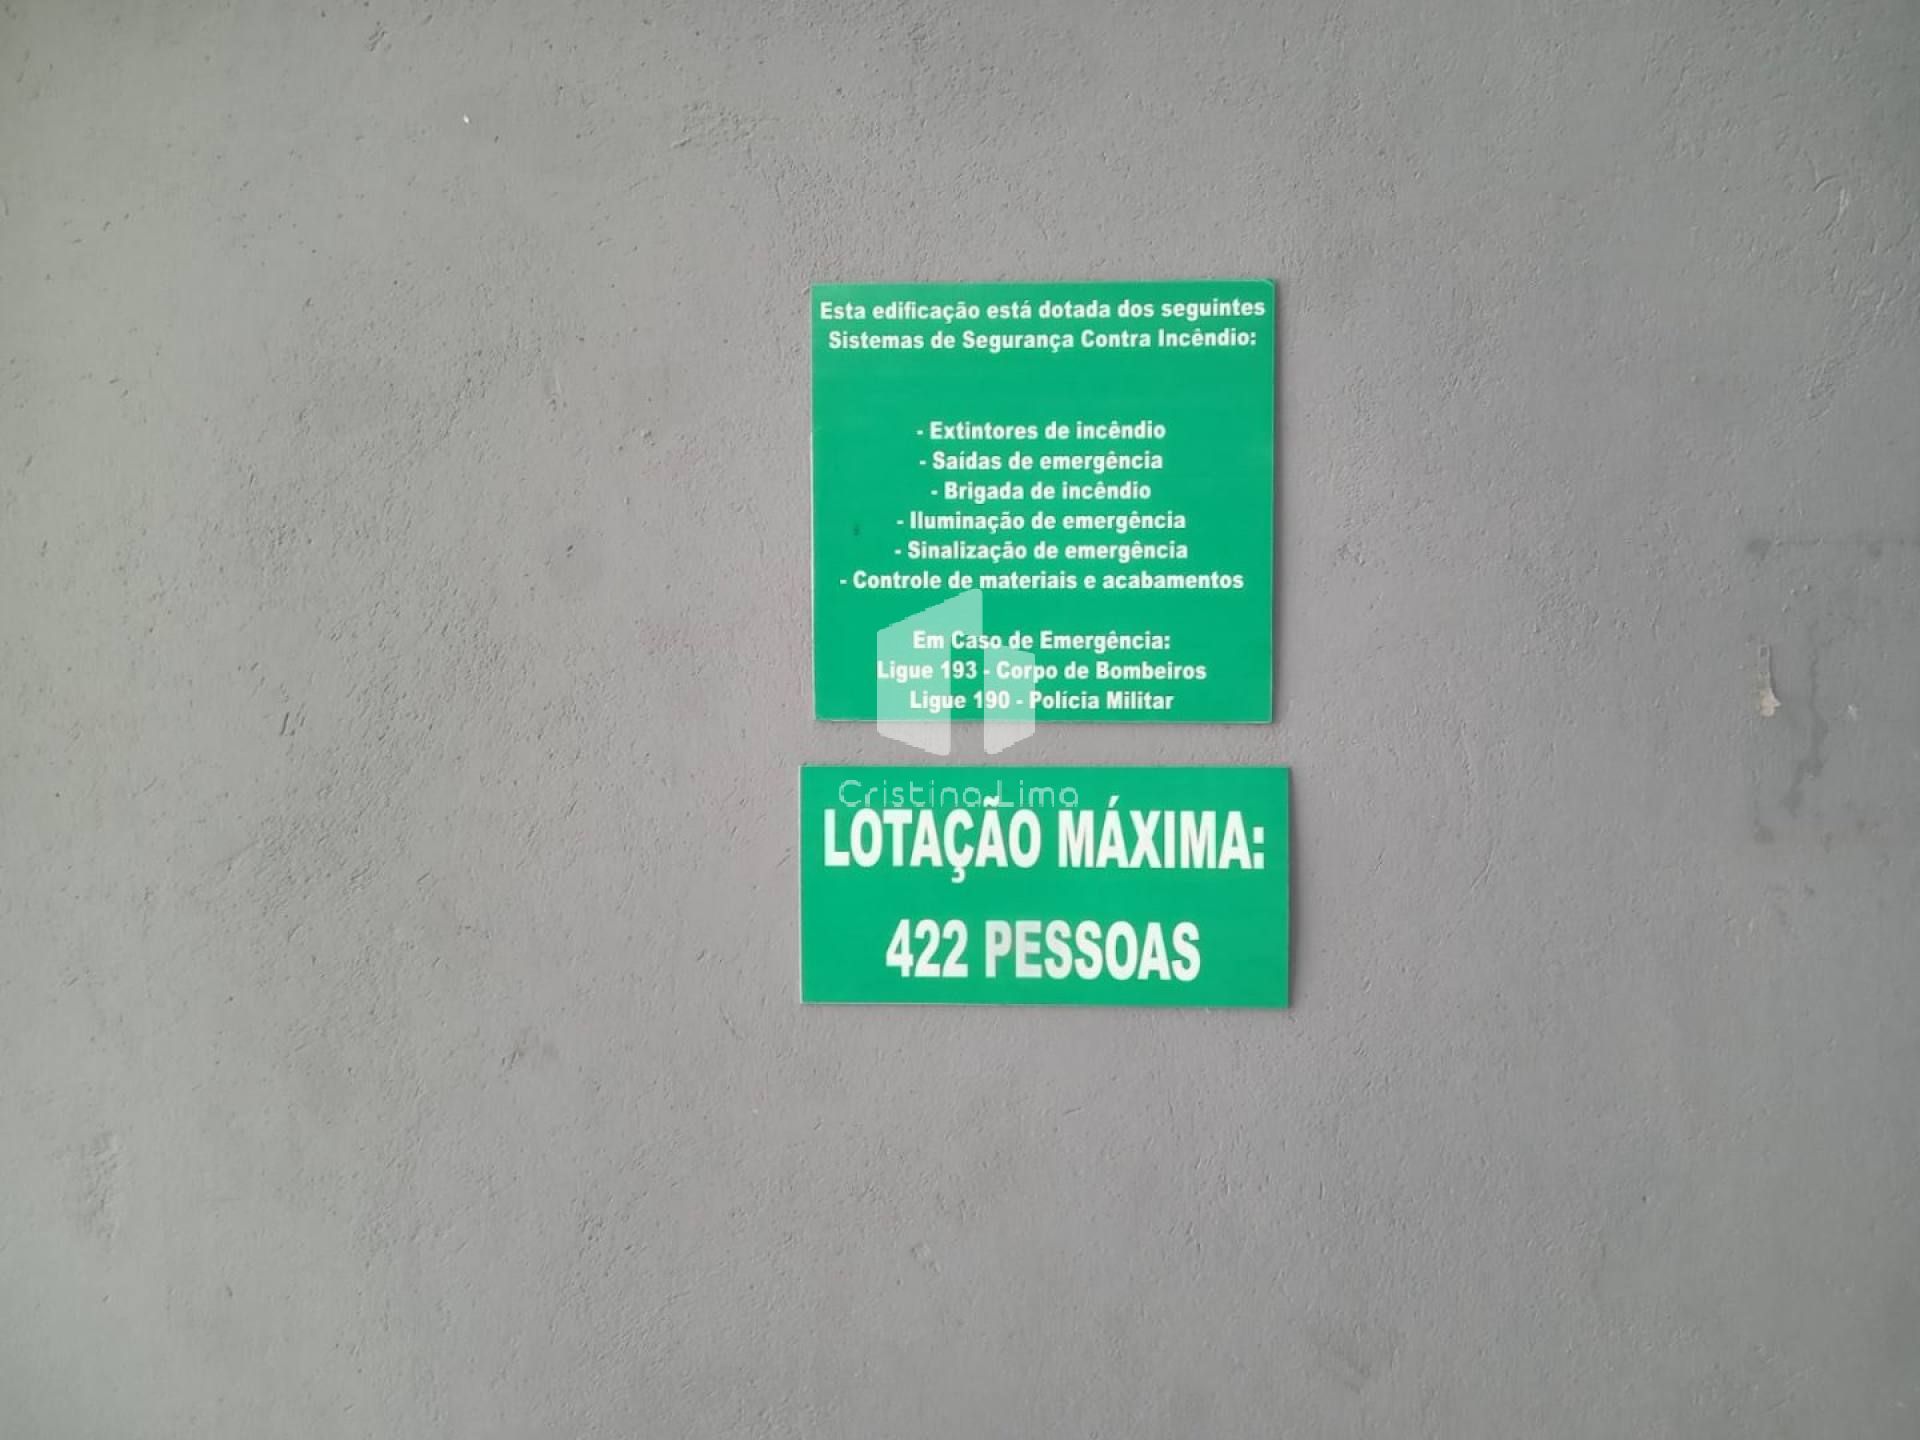 Esta edificação está dotada dos seguintes
Sistemas de Segurança Contra Incêndio:
- Extintores de incêndio
- Saídas de emergência
- Brigada de incêndio
- Iluminação de emergência
- Sinalização de emergência
- Controle de materiais e acabamentos
Em Caso de Emergência:
Ligue 193 - Corpo de Bombeiros
Ligue 190 - Polícia Militar
Cristina Lima
LOTAÇÃO MÁXIMA:
422 PESSOAS